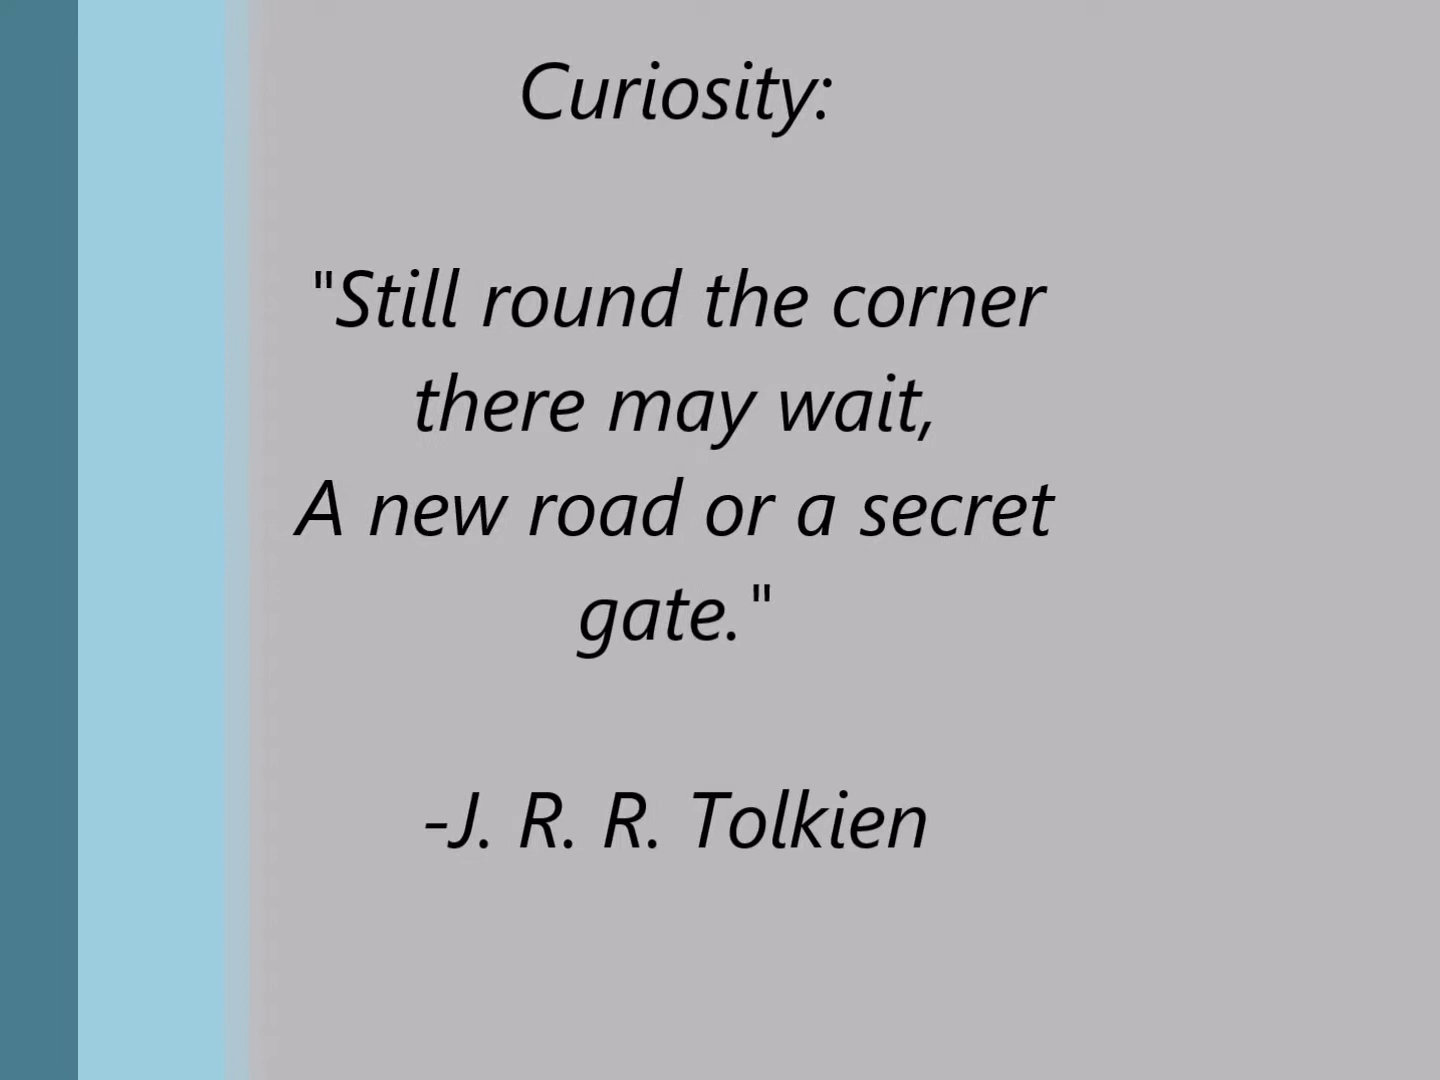 Curiosity:
"Still round the corner
there may wait,
A new road or a secret
gate."
-J. R. R. Tolkien